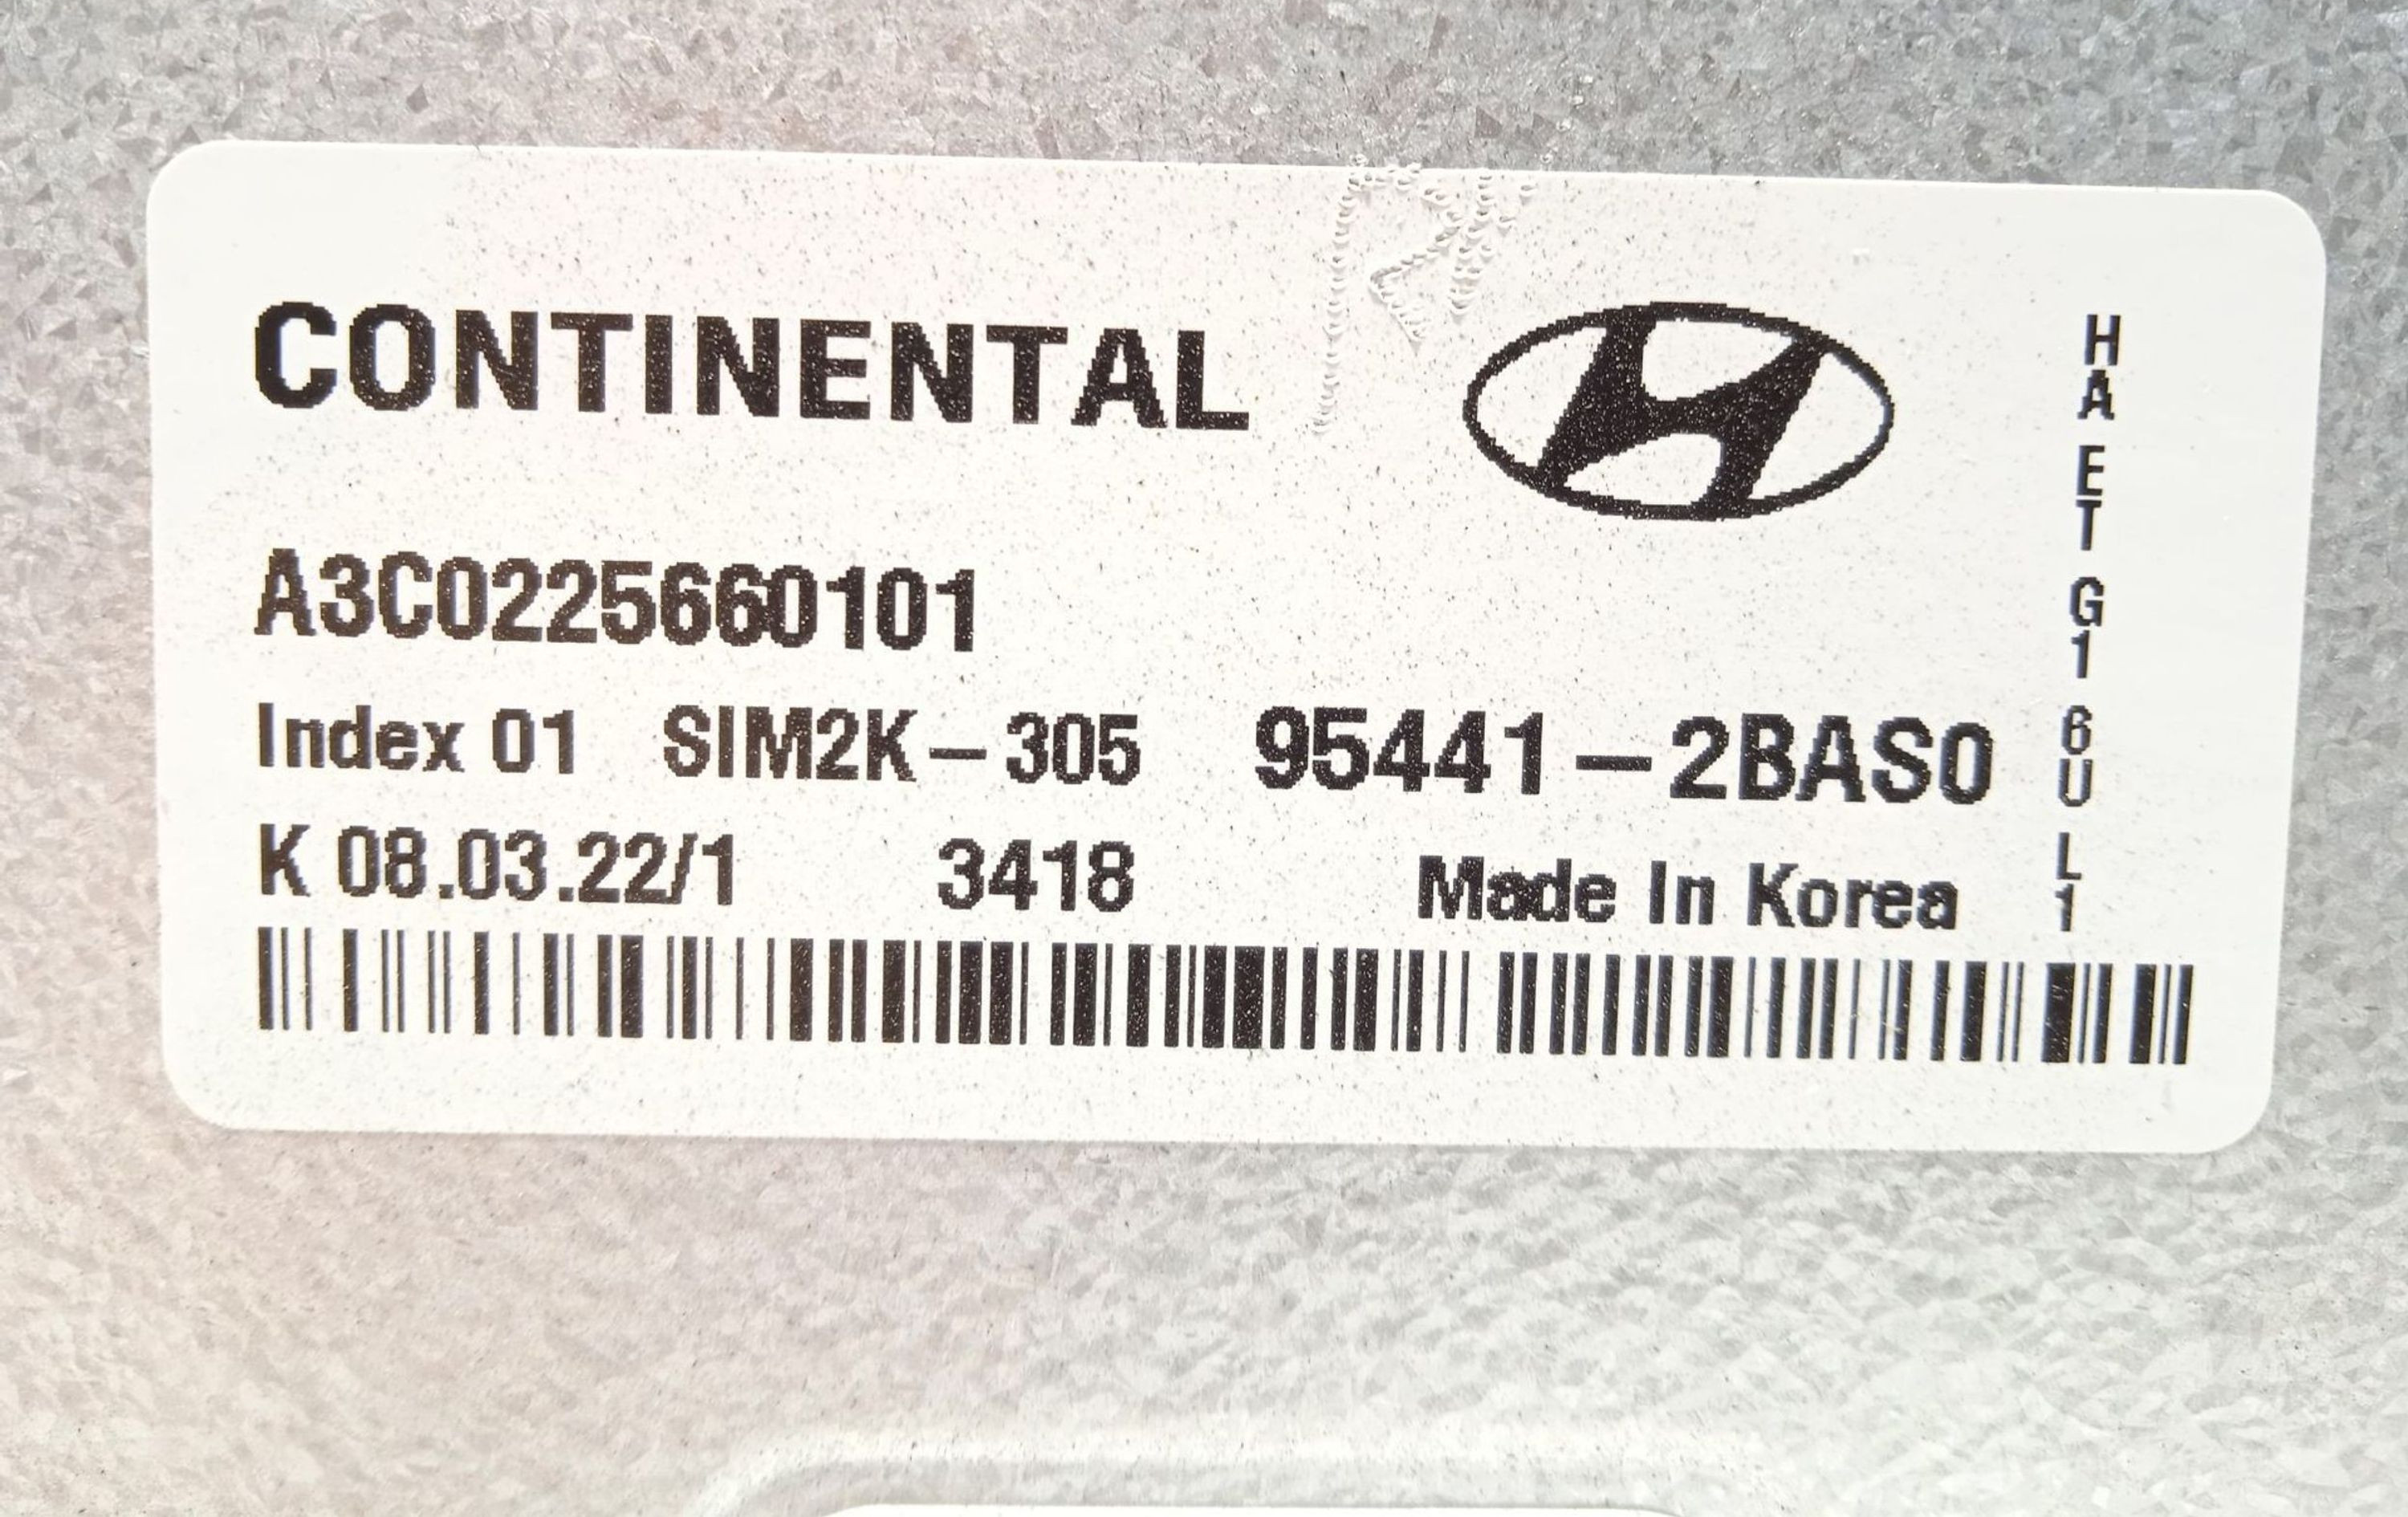 CONTINENTAL
A3C0225660101
Index 01 SIM2K-305 95441-2BAS0
K 08.03.22/1 3418 Made In Korea
HA ET G1 6U L1